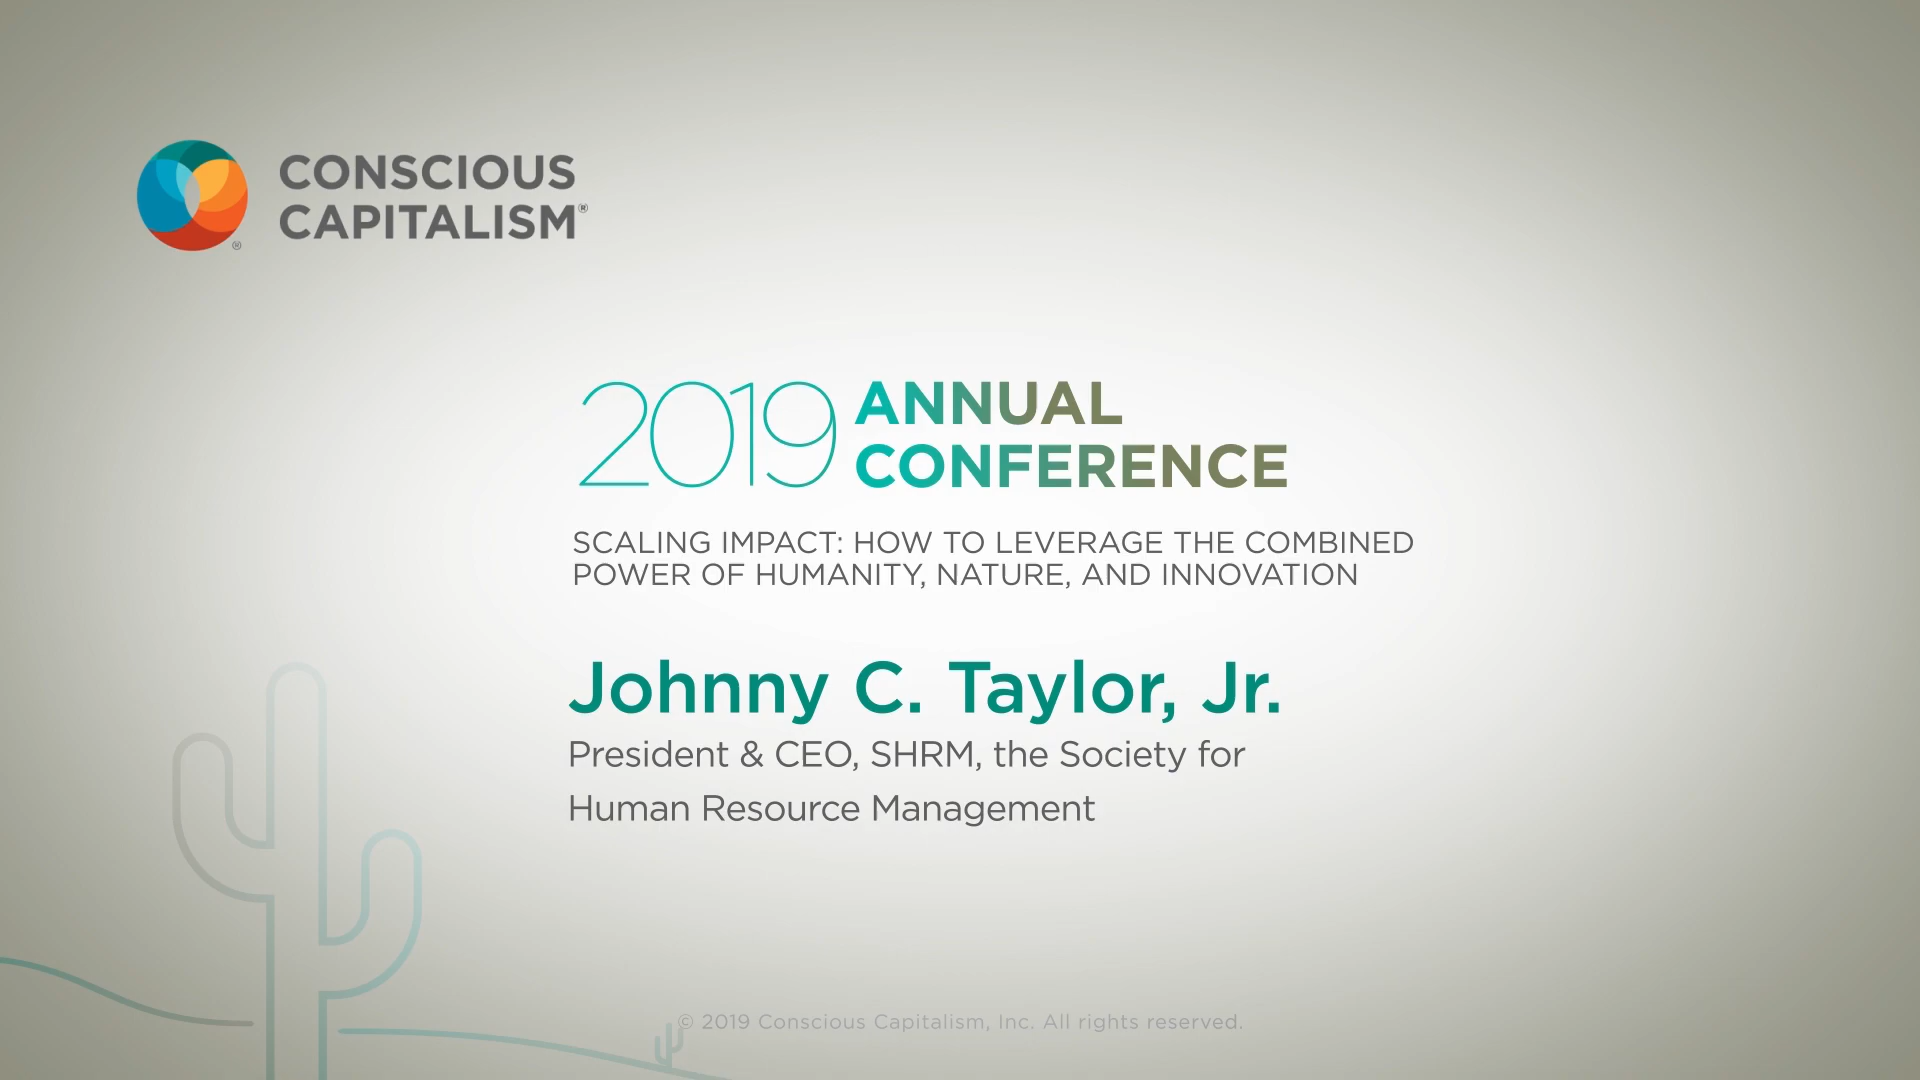 CONSCIOUS
CAPITALISM®
®
2019 ANNUAL
CONFERENCE
SCALING IMPACT: HOW TO LEVERAGE THE COMBINED
POWER OF HUMANITY, NATURE, AND INNOVATION
Johnny C. Taylor, Jr.
President & CEO, SHRM, the Society for
Human Resource Management
© 2019 Conscious Capitalism, Inc. All rights reserved.